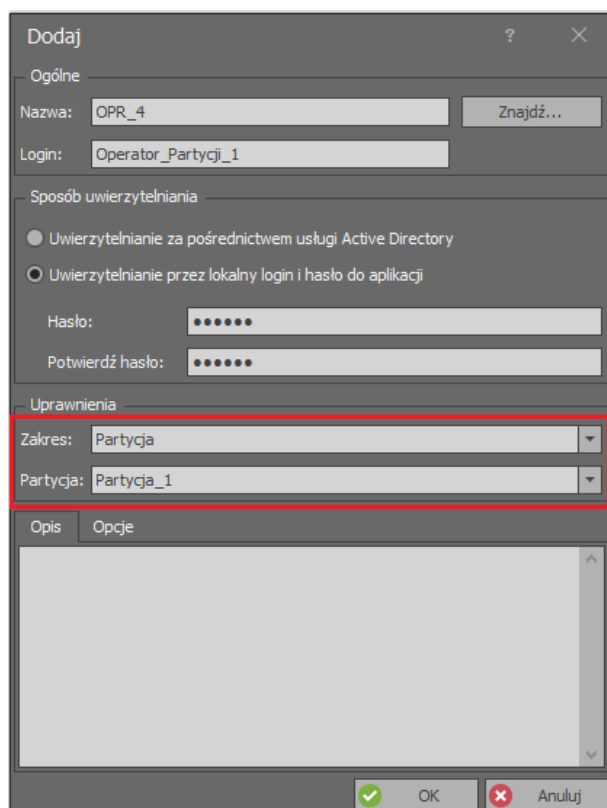 Dodaj ?
Ogólne
Nazwa: OPR_4 Znajdź...
Login: Operator_Partycji_1
Sposób uwierzytelniania
Uwierzytelnianie za pośrednictwem usługi Active Directory
Uwierzytelnianie przez lokalny login i hasło do aplikacji
Hasło: ●●●●●●
Potwierdź hasło: ●●●●●●
Uprawnienia
Zakres: Partycja
Partycja: Partycja_1
Opis Opcje
OK Anuluj